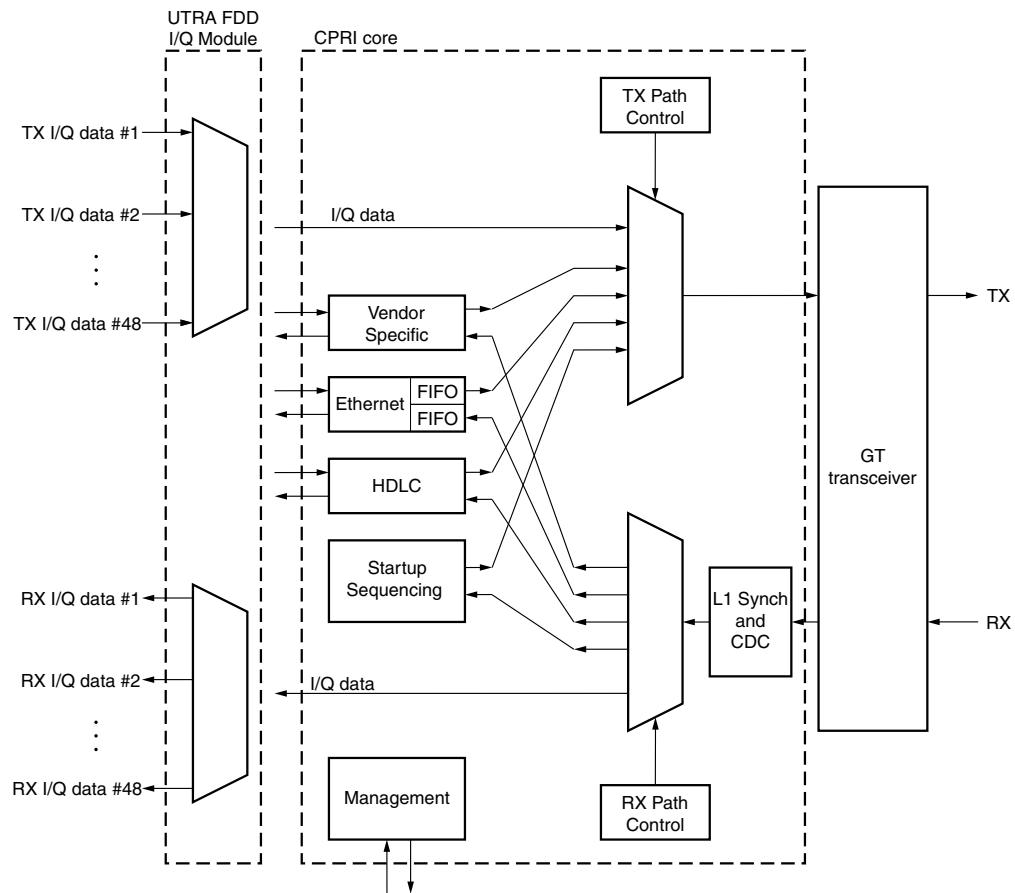 UTRA FDD
I/Q Module
CPRI core
TX Path
Control
TX I/Q data #1
TX I/Q data #2
TX I/Q data #48
I/Q data
Vendor
Specific
Ethernet
FIFO
FIFO
HDLC
Startup
Sequencing
GT
transceiver
TX
RX
L1 Synch
and
CDC
RX I/Q data #1
RX I/Q data #2
RX I/Q data #48
I/Q data
Management
RX Path
Control